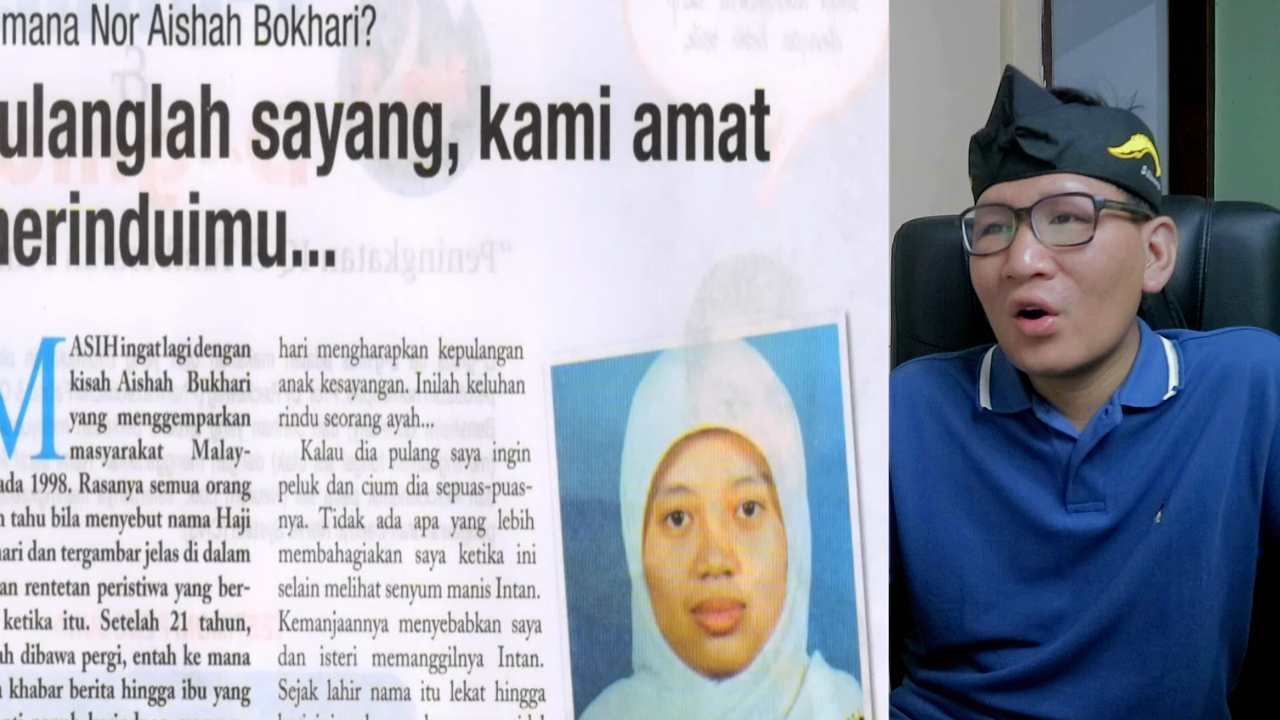 mana Nor Aishah Bokhari?
ulanglah sayang, kami amat
erinduimu...
MASIH ingat lagi dengan
kisah Aishah Bukhari
yang menggemparkan
masyarakat Malay-
ada 1998. Rasanya semua orang
tahu bila menyebut nama Haji
hari dan tergambar jelas di dalam
an rentetan peristiwa yang ber-
ketika itu. Setelah 21 tahun,
ah dibawa pergi, entah ke mana
khabar berita hingga ibu yang
hari mengharapkan kepulangan
anak kesayangan. Inilah keluhan
rindu seorang ayah...
Kalau dia pulang saya ingin
peluk dan cium dia sepuas-puas-
nya. Tidak ada apa yang lebih
membahagiakan saya ketika ini
selain melihat senyum manis Intan.
Kemanjaannya menyebabkan saya
dan isteri memanggilnya Intan.
Sejak lahir nama itu lekat hingga